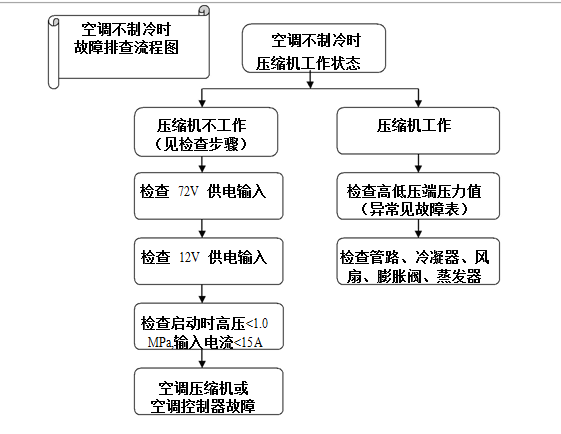 空调不制冷时
故障排查流程图
空调不制冷时
压缩机工作状态
压缩机不工作
（见检查步骤）
检查 72V 供电输入
检查 12V 供电输入
检查启动时高压<1.0
MPa,输入电流<15A
空调压缩机或
空调控制器故障
压缩机工作
检查高低压端压力值
（异常见故障表）
检查管路、冷凝器、风
扇、膨胀阀、蒸发器